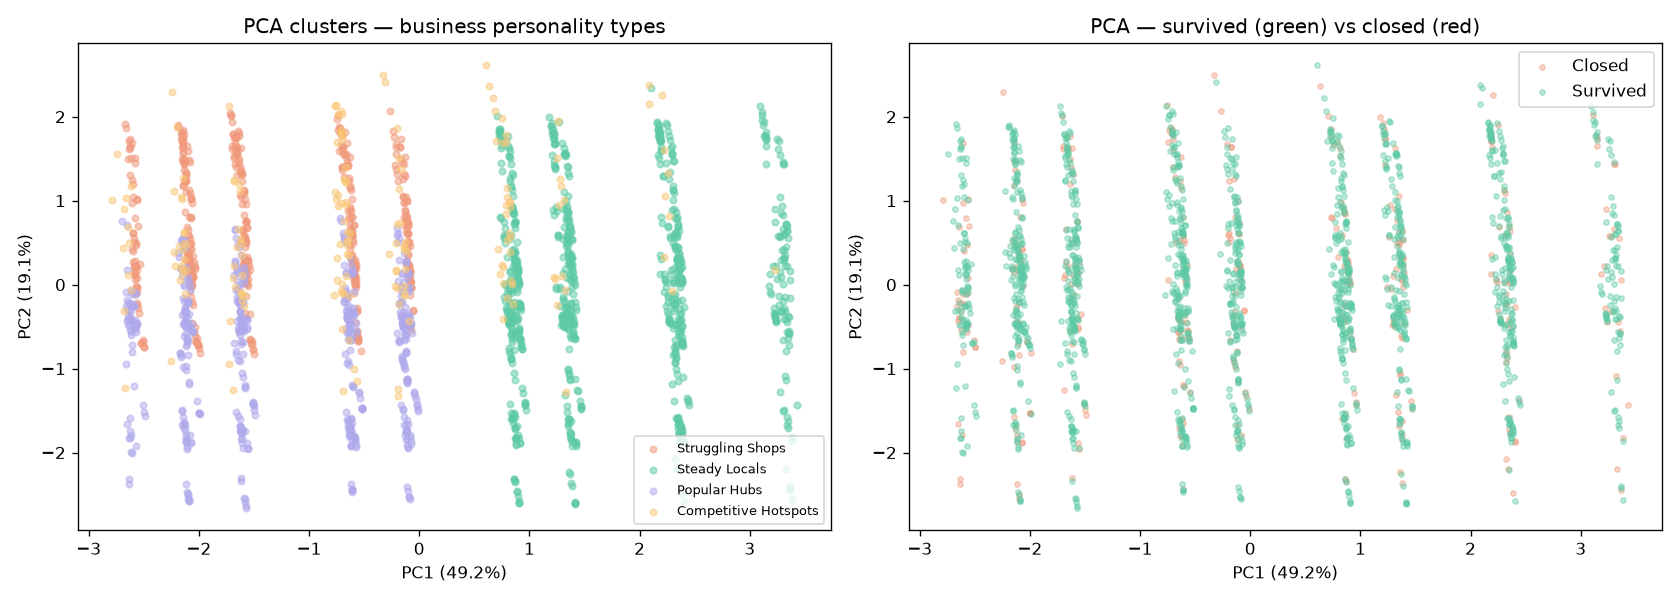 PCA clusters — business personality types
PC2 (19.1%)
2
1
0
−1
−2
−3
−2
−1
0
1
2
3
PC1 (49.2%)
Struggling Shops
Steady Locals
Popular Hubs
Competitive Hotspots
PCA — survived (green) vs closed (red)
PC2 (19.1%)
2
1
0
−1
−2
−3
−2
−1
0
1
2
3
PC1 (49.2%)
Closed
Survived